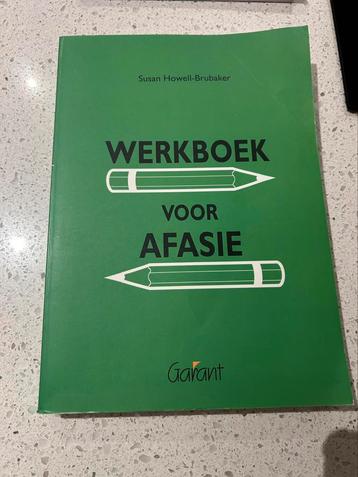 Susan Howell-Brubaker
WERKBOEK
VOOR
AFASIE
Garant